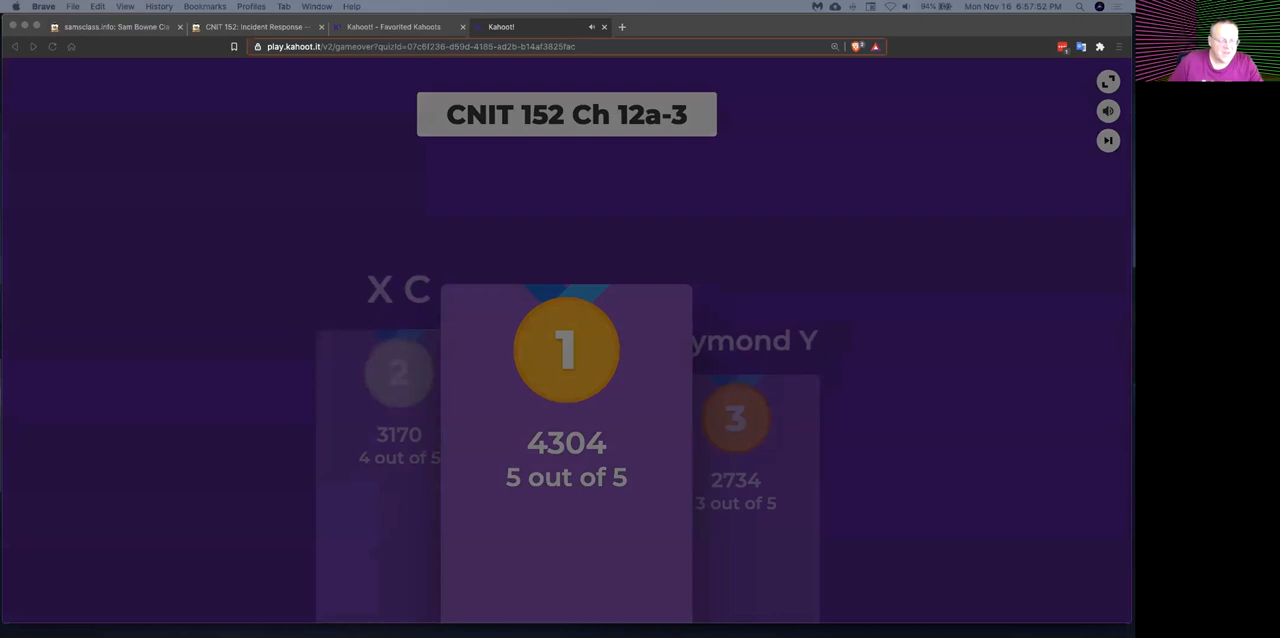 Brave File Edit View History Bookmarks Profiles Tab Window Help 94% Mon Nov 16 6:57:52 PM
samsclass.info: Sam Bowne Cla CNIT 152: Incident Response Kahoot! - Favorited Kahoots Kahoot!
play.kahoot.it/v2/gameover?quizId=07c6f236-d59d-4185-ad2b-b14af3825fac
CNIT 152 Ch 12a-3
X C
ymond Y
1
2
3
3170
4 out of 5
4304
5 out of 5
2734
3 out of 5